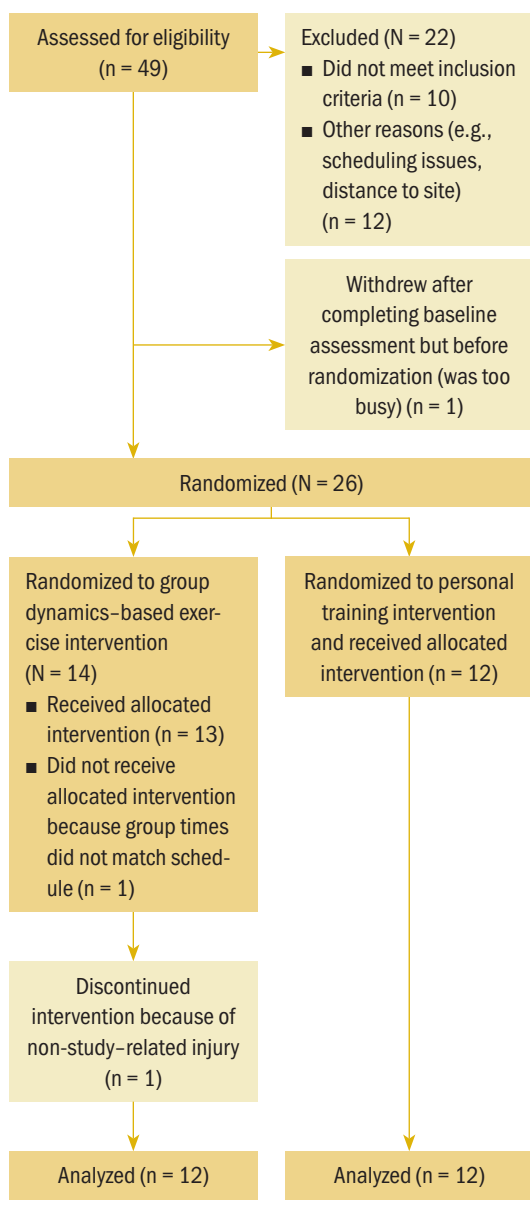 Assessed for eligibility
(n = 49)
Excluded (N = 22)
■ Did not meet inclusion
criteria (n = 10)
■ Other reasons (e.g.,
scheduling issues,
distance to site)
(n = 12)
Withdrew after
completing baseline
assessment but before
randomization (was too
busy) (n = 1)
Randomized (N = 26)
Randomized to group
dynamics–based exer-
cise intervention
(N = 14)
■ Received allocated
intervention (n = 13)
■ Did not receive
allocated intervention
because group times
did not match sched-
ule (n = 1)
Randomized to personal
training intervention
and received allocated
intervention (n = 12)
Discontinued
intervention because of
non-study–related injury
(n = 1)
Analyzed (n = 12)
Analyzed (n = 12)